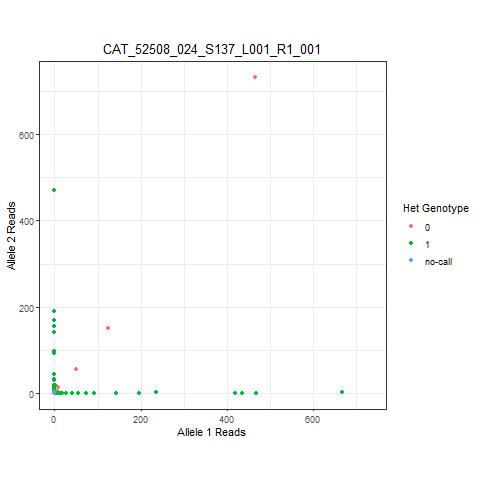 CAT_52508_024_S137_L001_R1_001
600
400
200
0
Allele 2 Reads
0
200
400
600
Allele 1 Reads
Het Genotype
0
1
no-call